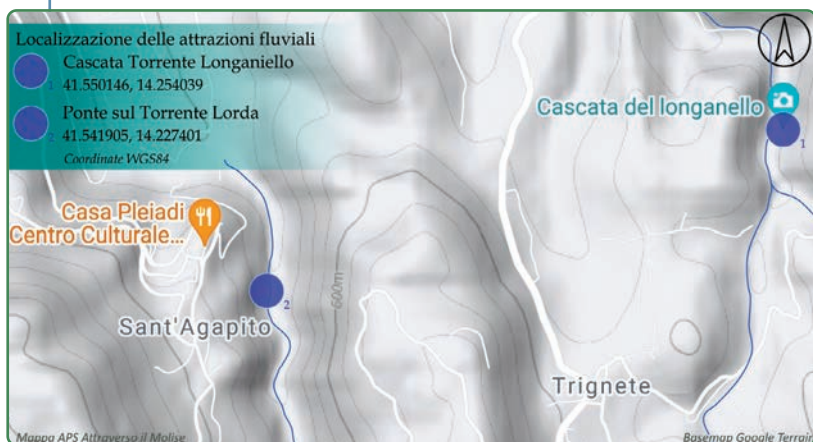 Localizzazione delle attrazioni fluviali
Cascata Torrente Longaniello
1
41.550146, 14.254039
Ponte sul Torrente Lorda
2
41.541905, 14.227401
Coordinate WGS84
Cascata del longanello
1
Casa Pleiadi
Centro Culturale...
2
600m
Sant'Agapito
Trignete
Mappa APS Attraverso il Molise
Basemap Google Terrain